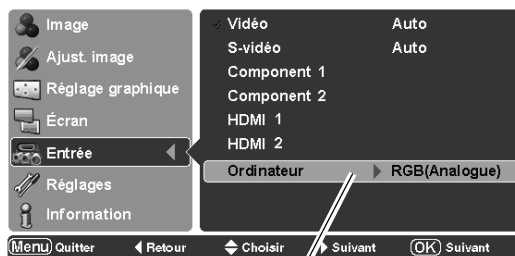 Image
Ajust. image
Réglage graphique
Écran
Entrée
Réglages
Information
Vidéo Auto
S-vidéo Auto
Component 1
Component 2
HDMI 1
HDMI 2
Ordinateur RGB(Analogue)
Menu Quitter Retour Choisir Suivant OK Suivant